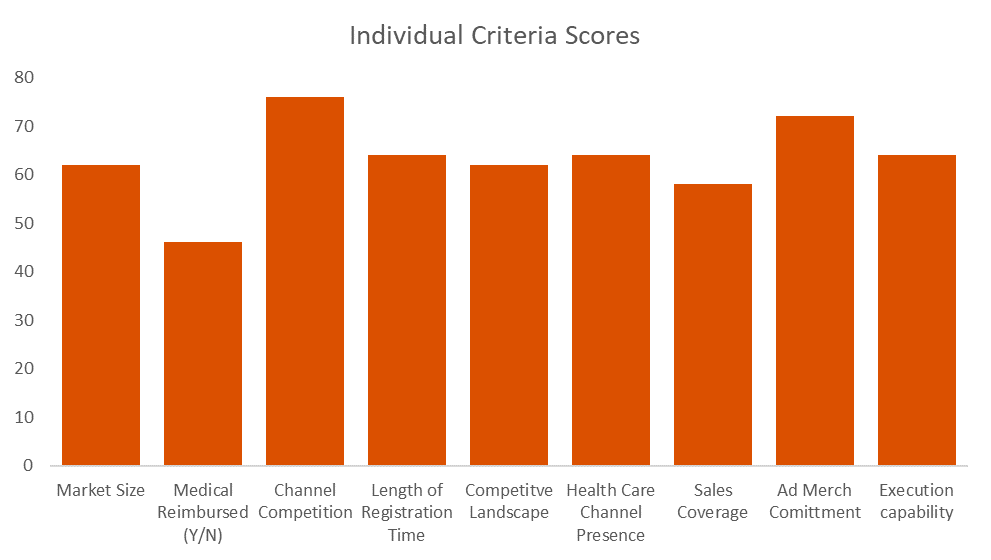 Individual Criteria Scores
80
70
60
50
40
30
20
10
0
Market Size
Medical
Reimbursed
(Y/N)
Channel
Competition
Length of
Registration
Time
Competitve
Landscape
Health Care
Channel
Presence
Sales
Coverage
Ad Merch
Comittment
Execution
capability